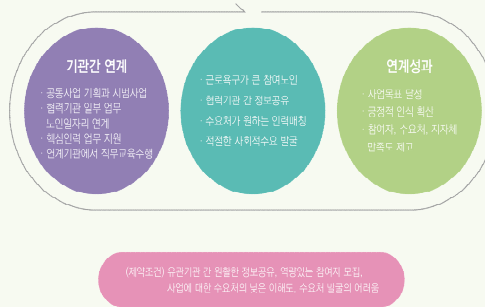 기관간 연계
· 공동사업 기획과 시범사업
· 협력기관 일부 업무
노인일자리 연계
· 핵심인력 업무 지원
· 연계기관에서 직무교육수행
· 근로욕구가 큰 참여노인
· 협력기관 간 정보공유
· 수요처가 원하는 인력매칭
· 적절한 사회적수요 발굴
연계성과
· 사업목표 달성
· 긍정적 인식 확산
· 참여자, 수요처, 지자체
만족도 제고
(제약조건) 유관기관 간 원활한 정보공유, 역량있는 참여자 모집,
사업에 대한 수요처의 낮은 이해도, 수요처 발굴의 어려움